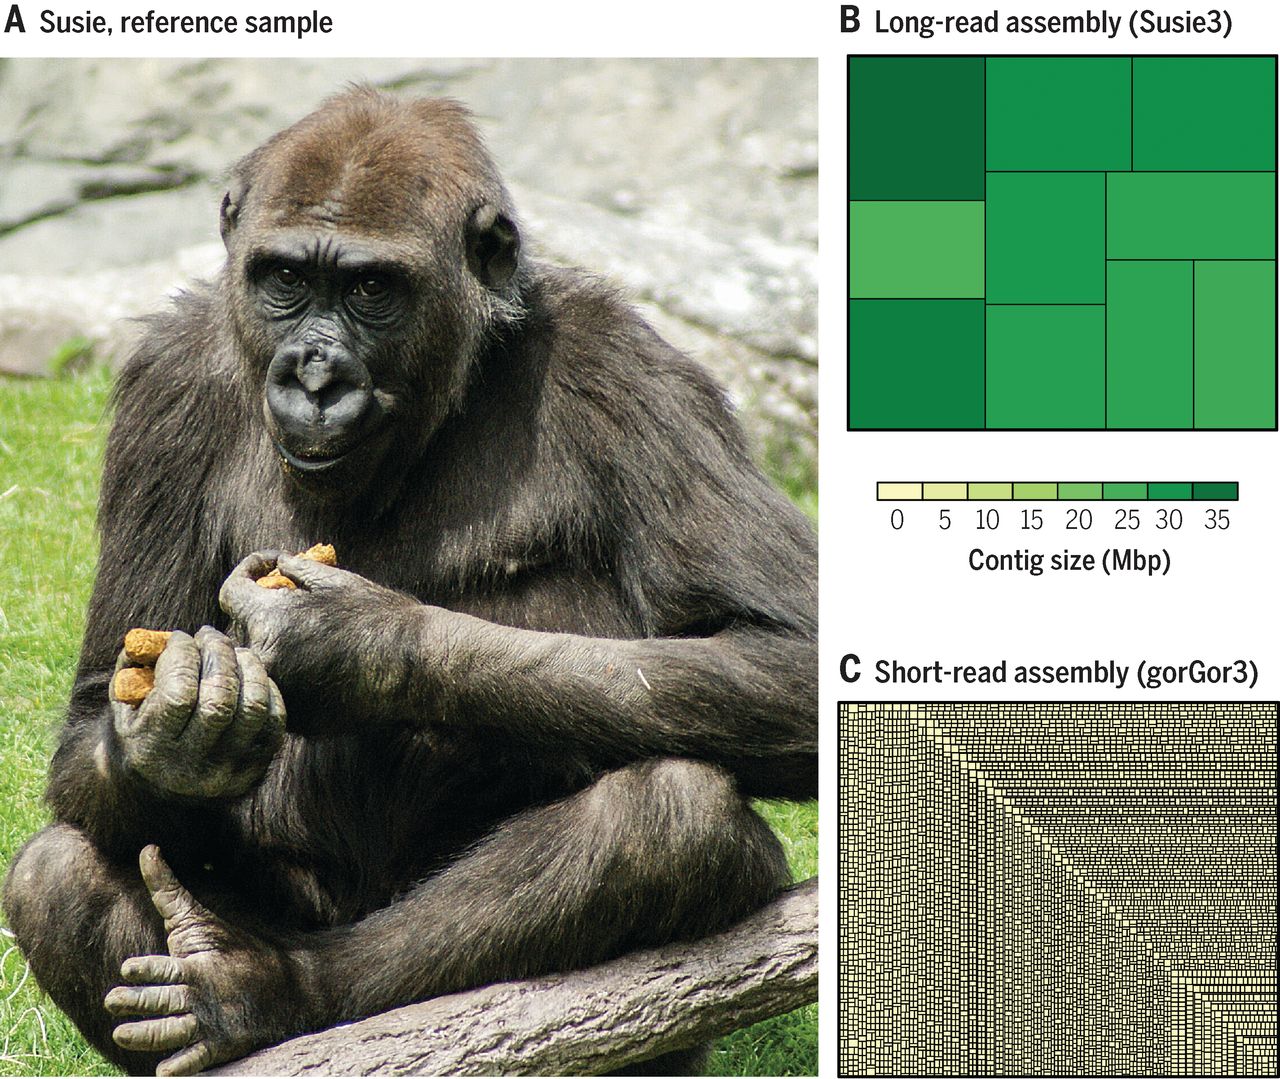 A Susie, reference sample
B Long-read assembly (Susie3)
0 5 10 15 20 25 30 35
Contig size (Mbp)
C Short-read assembly (gorGor3)